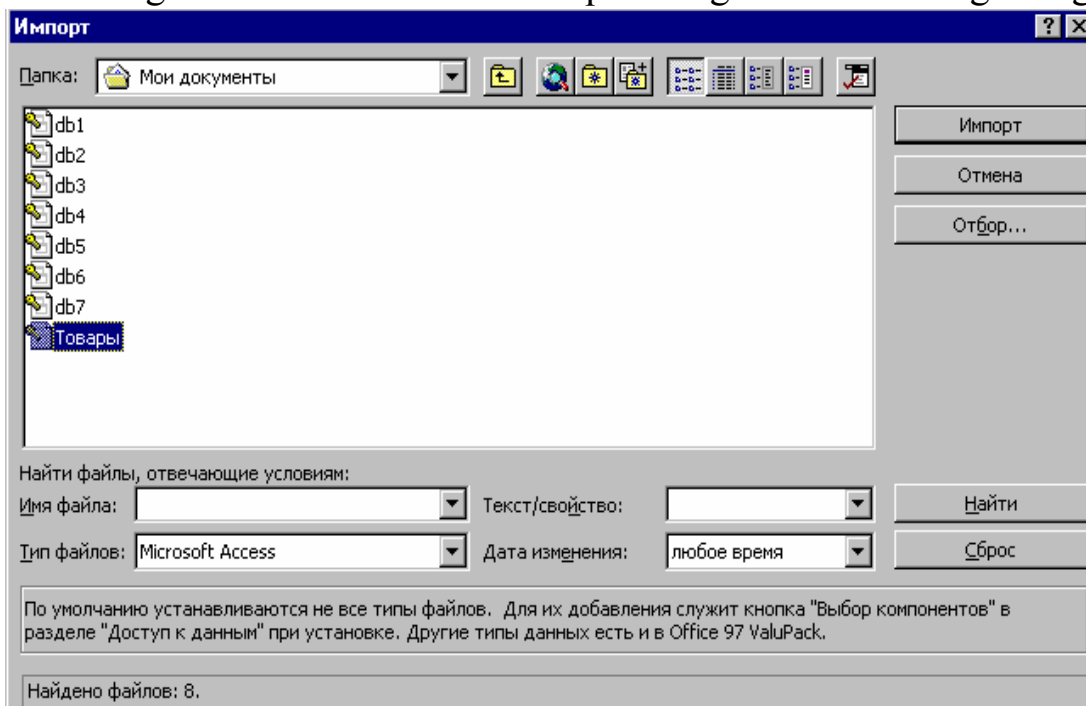 Импорт
Папка: Мои документы
db1
db2
db3
db4
db5
db6
db7
Товары
Импорт
Отмена
Отбор...
Найти файлы, отвечающие условиям:
Имя файла: Текст/свойство: Найти
Тип файлов: Microsoft Access Дата изменения: любое время Сброс
По умолчанию устанавливаются не все типы файлов. Для их добавления служит кнопка "Выбор компонентов" в
разделе "Доступ к данным" при установке. Другие типы данных есть и в Office 97 ValuPack.
Найдено файлов: 8.